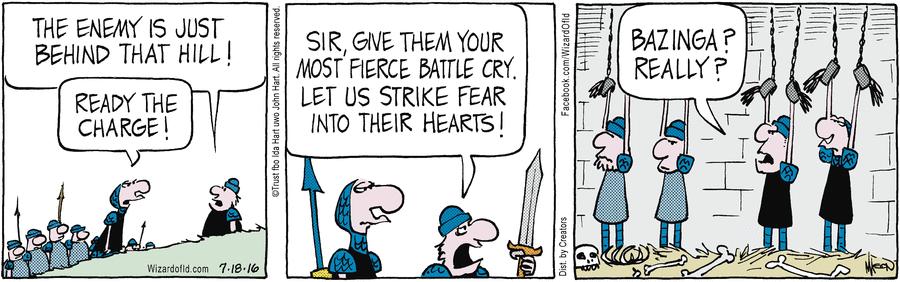 THE ENEMY IS JUST
BEHIND THAT HILL!
READY THE
CHARGE!
Wizardofid.com
7-18-16
©Trust fbo Ida Hart uwo John Hart. All rights reserved.
SIR, GIVE THEM YOUR
MOST FIERCE BATTLE CRY.
LET US STRIKE FEAR
INTO THEIR HEARTS!
Dist. by Creators
Facebook.com/WizardOfId
BAZINGA?
REALLY?
MASON